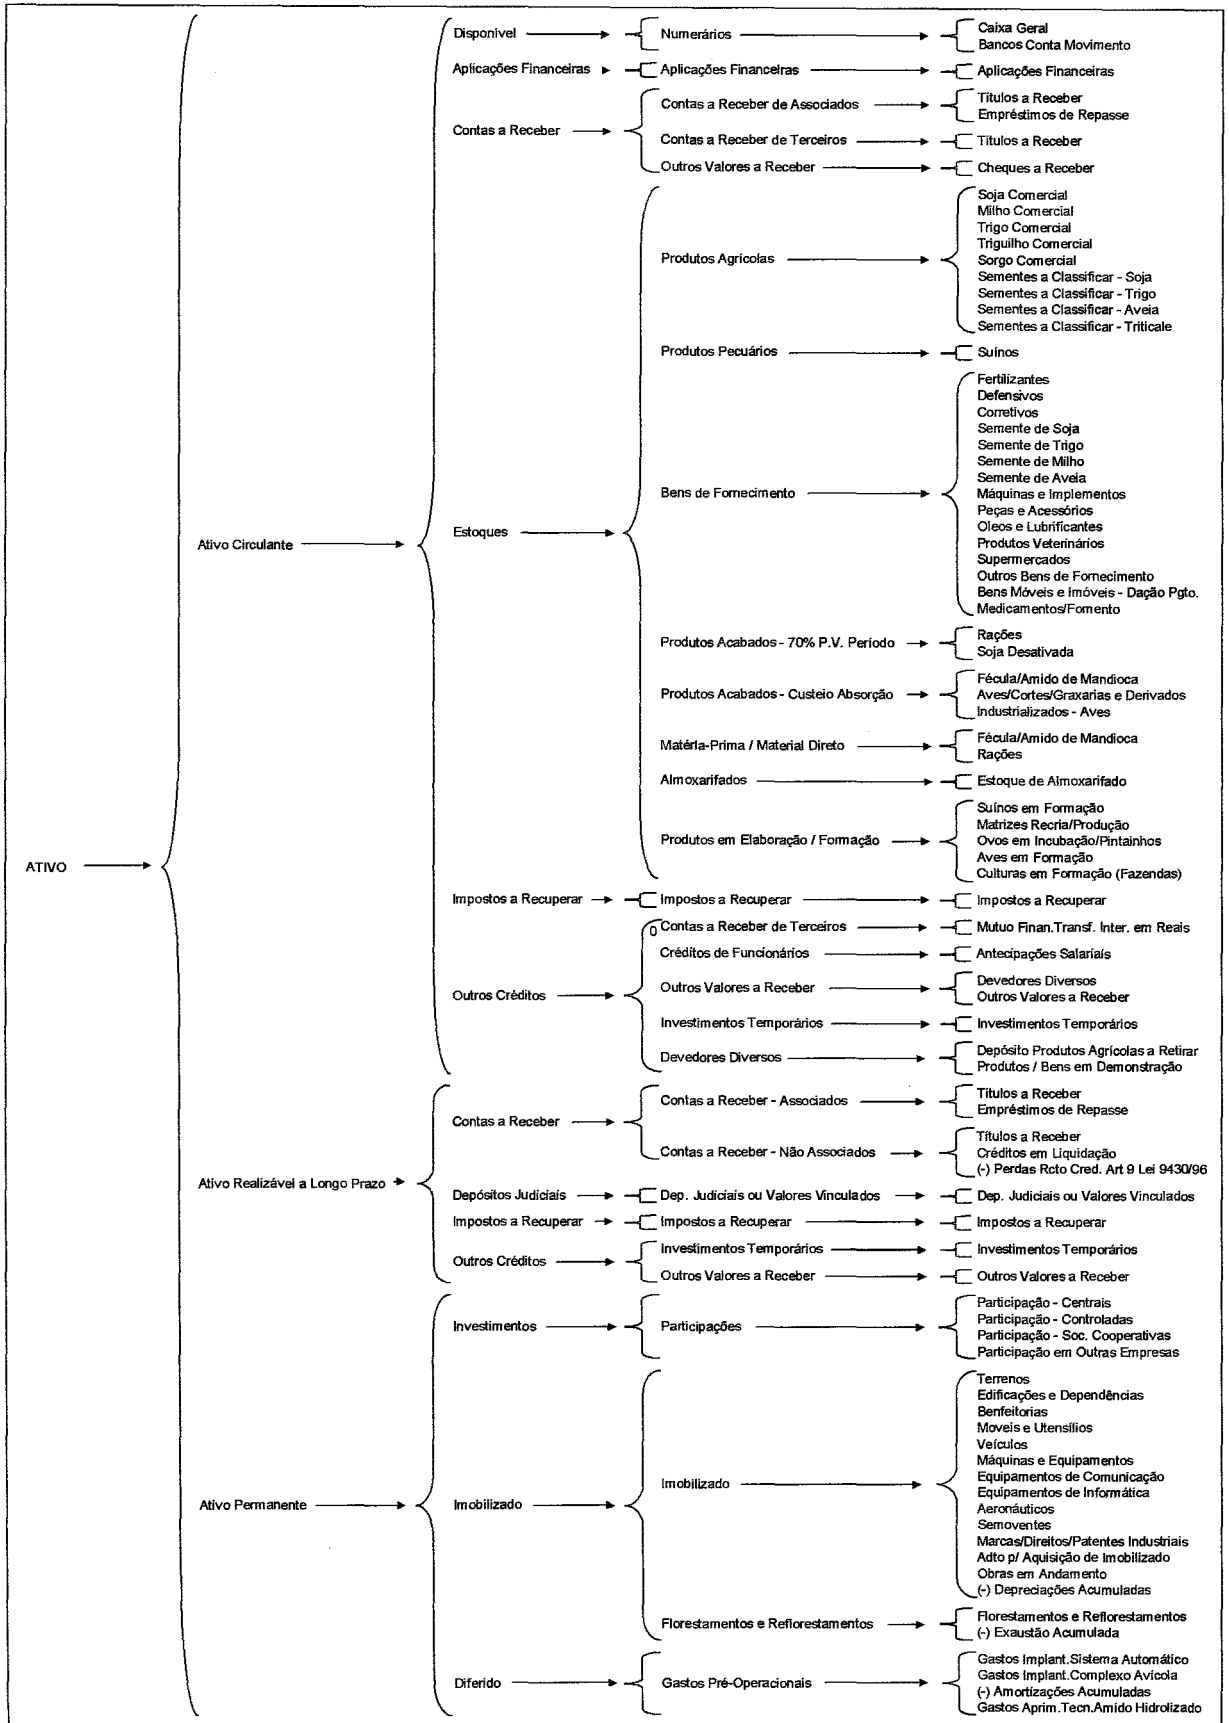 ATIVO
Ativo Circulante
Disponível
Numerários
Caixa Geral
Bancos Conta Movimento
Aplicações Financeiras
Aplicações Financeiras
Aplicações Financeiras
Contas a Receber
Contas a Receber de Associados
Títulos a Receber
Empréstimos de Repasse
Contas a Receber de Terceiros
Títulos a Receber
Outros Valores a Receber
Cheques a Receber
Estoques
Produtos Agrícolas
Soja Comercial
Milho Comercial
Trigo Comercial
Triguilho Comercial
Sorgo Comercial
Sementes a Classificar - Soja
Sementes a Classificar - Trigo
Sementes a Classificar - Aveia
Sementes a Classificar - Triticale
Produtos Pecuários
Suínos
Bens de Fornecimento
Fertilizantes
Defensivos
Corretivos
Semente de Soja
Semente de Trigo
Semente de Milho
Semente de Aveia
Máquinas e Implementos
Peças e Acessórios
Oleos e Lubrificantes
Produtos Veterinários
Supermercados
Outros Bens de Fornecimento
Bens Móveis e Imóveis - Dação Pgto.
Medicamentos/Fomento
Produtos Acabados - 70% P.V. Período
Rações
Soja Desativada
Produtos Acabados - Custeio Absorção
Fécula/Amido de Mandioca
Aves/Cortes/Graxarias e Derivados
Industrializados - Aves
Matéria-Prima / Material Direto
Fécula/Amido de Mandioca
Rações
Almoxarifados
Estoque de Almoxarifado
Produtos em Elaboração / Formação
Suínos em Formação
Matrizes Recria/Produção
Ovos em Incubação/Pintainhos
Aves em Formação
Culturas em Formação (Fazendas)
Impostos a Recuperar
Impostos a Recuperar
Impostos a Recuperar
Outros Créditos
0
Contas a Receber de Terceiros
Mutuo Finan.Transf. Inter. em Reais
Créditos de Funcionários
Antecipações Salariais
Outros Valores a Receber
Devedores Diversos
Outros Valores a Receber
Investimentos Temporários
Investimentos Temporários
Devedores Diversos
Depósito Produtos Agrícolas a Retirar
Produtos / Bens em Demonstração
Ativo Realizável a Longo Prazo
Contas a Receber
Contas a Receber - Associados
Títulos a Receber
Empréstimos de Repasse
Contas a Receber - Não Associados
Títulos a Receber
Créditos em Liquidação
(-) Perdas Rcto Cred. Art 9 Lei 9430/96
Depósitos Judiciais
Dep. Judiciais ou Valores Vinculados
Dep. Judiciais ou Valores Vinculados
Impostos a Recuperar
Impostos a Recuperar
Impostos a Recuperar
Outros Créditos
Investimentos Temporários
Investimentos Temporários
Outros Valores a Receber
Outros Valores a Receber
Ativo Permanente
Investimentos
Participações
Participação - Centrais
Participação - Controladas
Participação - Soc. Cooperativas
Participação em Outras Empresas
Imobilizado
Imobilizado
Terrenos
Edificações e Dependências
Benfeitorias
Moveis e Utensílios
Veículos
Máquinas e Equipamentos
Equipamentos de Comunicação
Equipamentos de Informática
Aeronáuticos
Semoventes
Marcas/Direitos/Patentes Industriais
Adto p/ Aquisição de Imobilizado
Obras em Andamento
(-) Depreciações Acumuladas
Florestamentos e Reflorestamentos
Florestamentos e Reflorestamentos
(-) Exaustão Acumulada
Diferido
Gastos Pré-Operacionais
Gastos Implant.Sistema Automático
Gastos Implant.Complexo Avícola
(-) Amortizações Acumuladas
Gastos Aprim.Tecn.Amido Hidrolizado